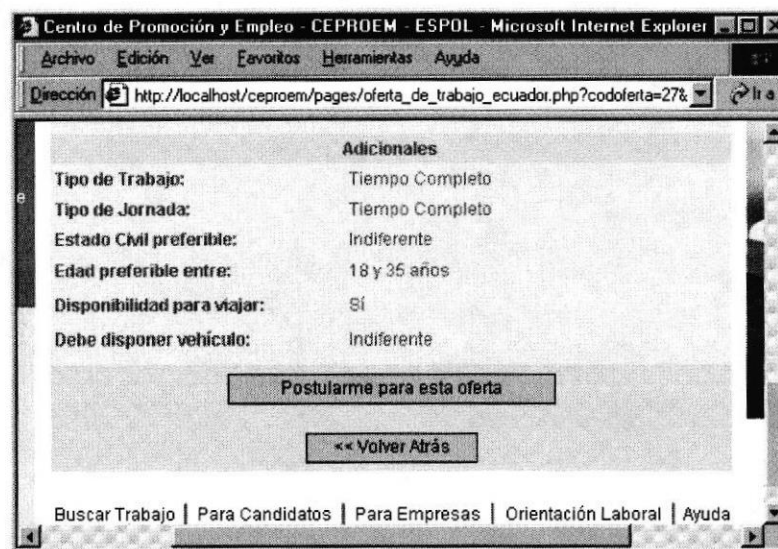 Centro de Promoción y Empleo - CEPROEM - ESPOL - Microsoft Internet Explorer
Archivo Edición Ver Favoritos Herramientas Ayuda
Dirección http://localhost/ceproem/pages/oferta_de_trabajo_ecuador.php?codoferta=27& Ir a
Adicionales
e
Tipo de Trabajo: Tiempo Completo
Tipo de Jornada: Tiempo Completo
Estado Civil preferible: Indiferente
Edad preferible entre: 18 y 35 años
Disponibilidad para viajar: Sí
Debe disponer vehículo: Indiferente
Postularme para esta oferta
<< Volver Atrás
Buscar Trabajo | Para Candidatos | Para Empresas | Orientación Laboral | Ayuda